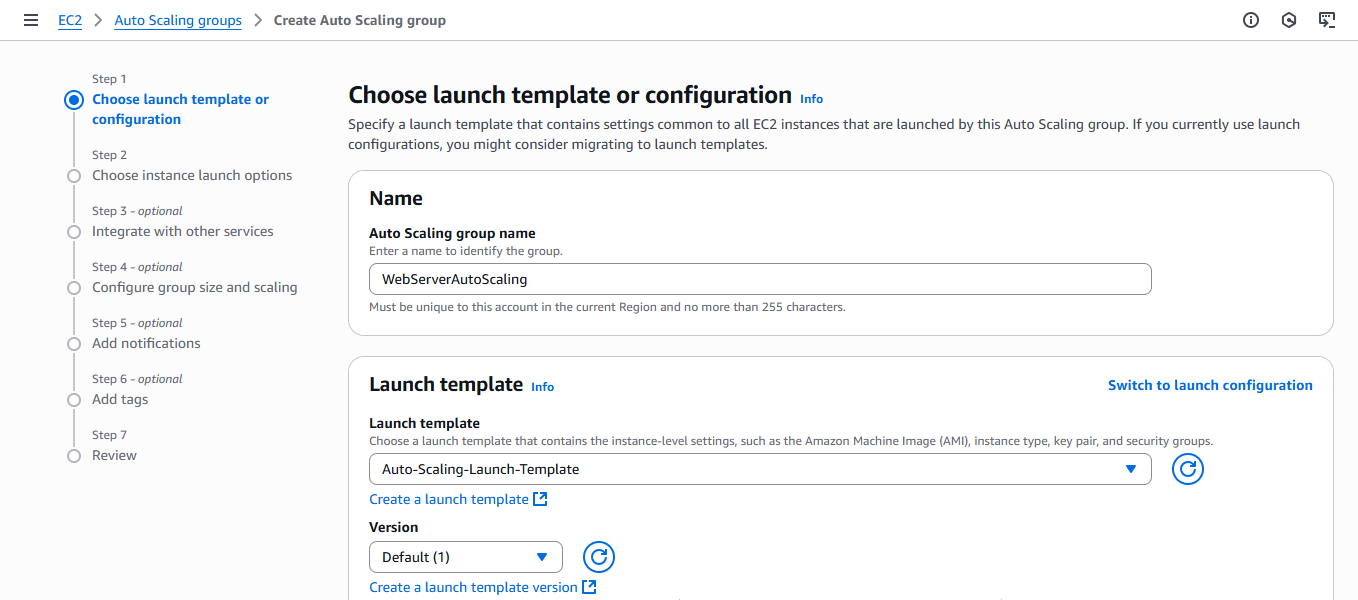 EC2 > Auto Scaling groups > Create Auto Scaling group
Step 1
Choose launch template or
configuration
Step 2
Choose instance launch options
Step 3 - optional
Integrate with other services
Step 4 - optional
Configure group size and scaling
Step 5 - optional
Add notifications
Step 6 - optional
Add tags
Step 7
Review
Choose launch template or configuration Info
Specify a launch template that contains settings common to all EC2 instances that are launched by this Auto Scaling group. If you currently use launch
configurations, you might consider migrating to launch templates.
Name
Auto Scaling group name
Enter a name to identify the group.
WebServerAutoScaling
Must be unique to this account in the current Region and no more than 255 characters.
Launch template Info
Switch to launch configuration
Launch template
Choose a launch template that contains the instance-level settings, such as the Amazon Machine Image (AMI), instance type, key pair, and security groups.
Auto-Scaling-Launch-Template
Create a launch template
Version
Default (1)
Create a launch template version